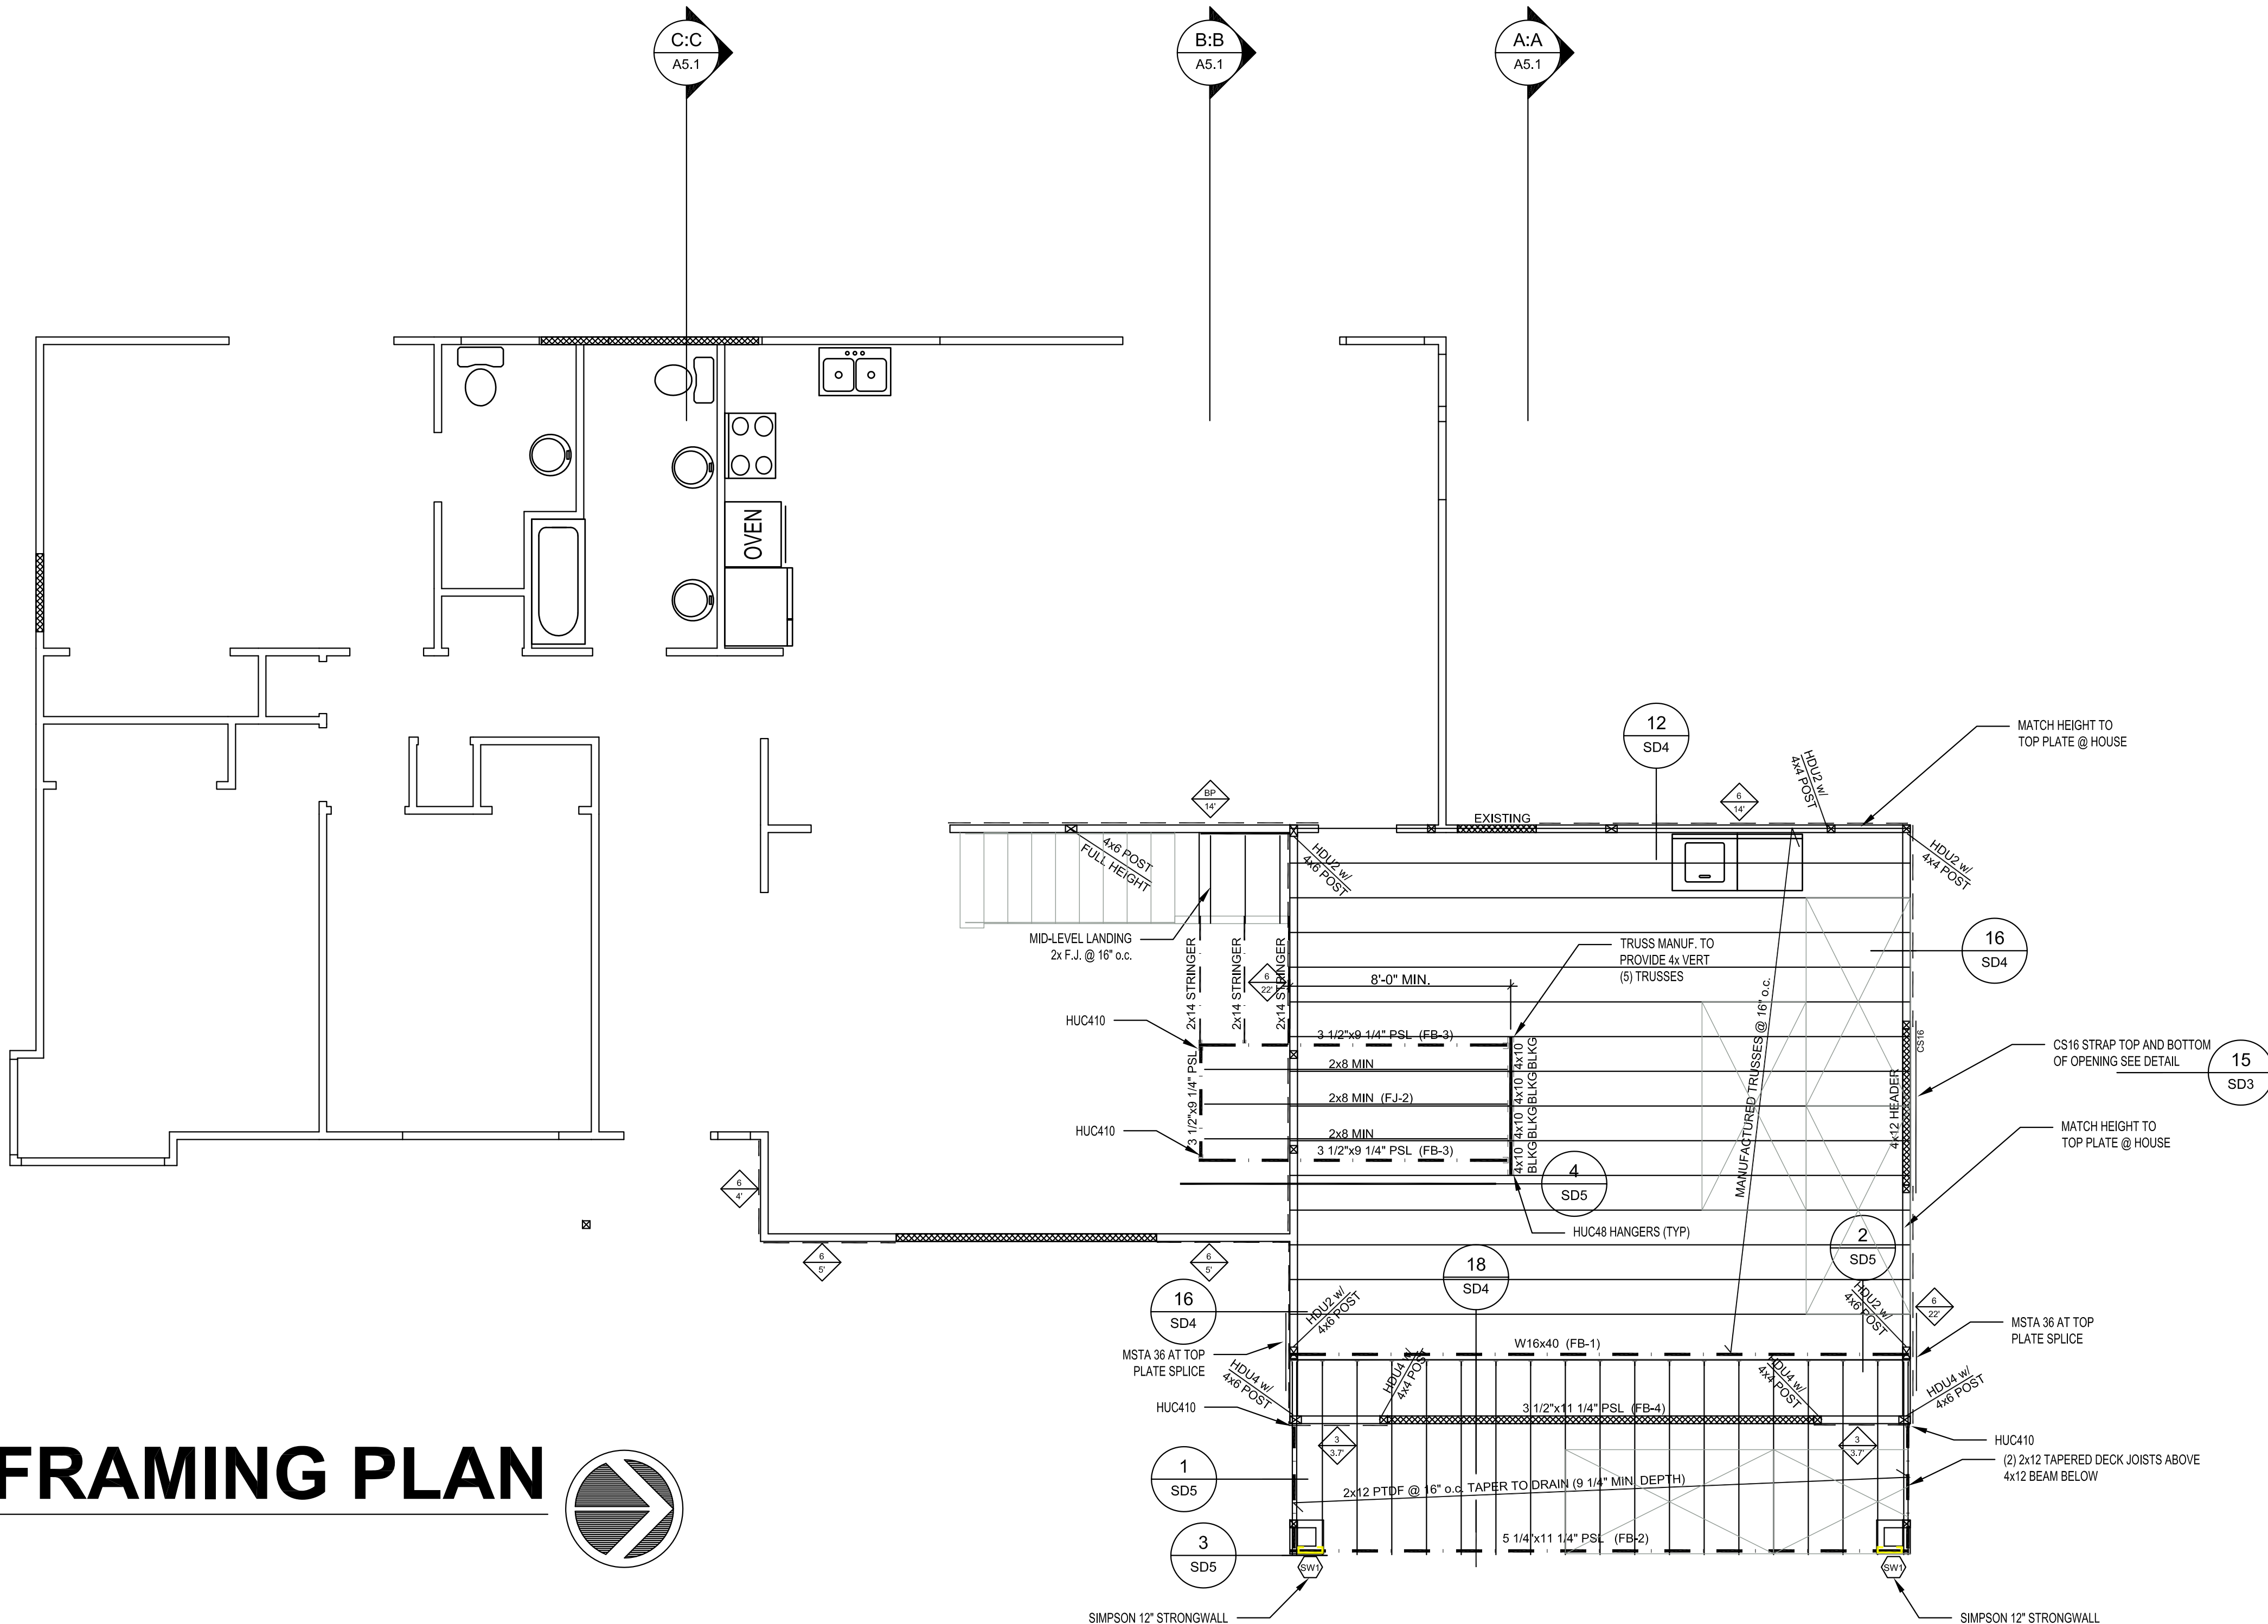 C:C
A5.1
B:B
A5.1
A:A
A5.1
OVEN
12
SD4
MATCH HEIGHT TO
TOP PLATE @ HOUSE
HDU2 w/
4x4 POST
BP
14'
6
14'
EXISTING
4x6 POST
FULL HEIGHT
HDU2 w/
4x6 POST
HDU2 w/
4x4 POST
MID-LEVEL LANDING
2x F.J. @ 16" o.c.
2x14 STRINGER
2x14 STRINGER
2x14 STRINGER
6
22'
TRUSS MANUF. TO
PROVIDE 4x VERT
(5) TRUSSES
16
SD4
8'-0" MIN.
MANUFACTURED TRUSSES @ 16" o.c.
HUC410
3 1/2"x9 1/4" PSL (FB-3)
2x8 MIN
2x8 MIN (FJ-2)
2x8 MIN
3 1/2"x9 1/4" PSL (FB-3)
3 1/2"x9 1/4" PSL
4x10
BLKG
4x10
BLKG
4x10
BLKG
4x10
BLKG
CS16
4x12 HEADER
CS16 STRAP TOP AND BOTTOM
OF OPENING SEE DETAIL
15
SD3
HUC410
MATCH HEIGHT TO
TOP PLATE @ HOUSE
4
SD5
6
4'
HUC48 HANGERS (TYP)
2
SD5
6
5'
6
5'
18
SD4
16
SD4
HDU2 w/
4x6 POST
HDU2 w/
4x6 POST
6
22'
MSTA 36 AT TOP
PLATE SPLICE
W16x40 (FB-1)
MSTA 36 AT TOP
PLATE SPLICE
HDU4 w/
4x6 POST
HDU4 w/
4x4 POST
HDU4 w/
4x4 POST
HDU4 w/
4x6 POST
HUC410
3 1/2"x11 1/4" PSL (FB-4)
3
3.7'
3
3.7'
HUC410
(2) 2x12 TAPERED DECK JOISTS ABOVE
4x12 BEAM BELOW
FRAMING PLAN
1
SD5
2x12 PTDF @ 16" o.c. TAPER TO DRAIN (9 1/4" MIN. DEPTH)
3
SD5
5 1/4"x11 1/4" PSL (FB-2)
SW1
SW1
SIMPSON 12" STRONGWALL
SIMPSON 12" STRONGWALL